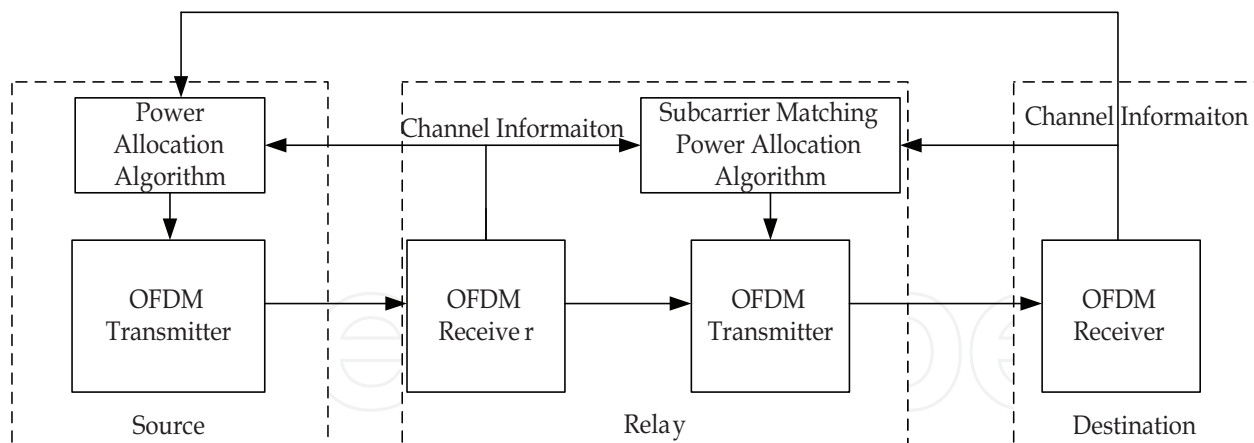 Power
Allocation
Algorithm
Channel Informaiton
Subcarrier Matching
Power Allocation
Algorithm
Channel Informaiton
OFDM
Transmitter
OFDM
Receive r
OFDM
Transmitter
OFDM
Receiver
Source
Relay
Destination